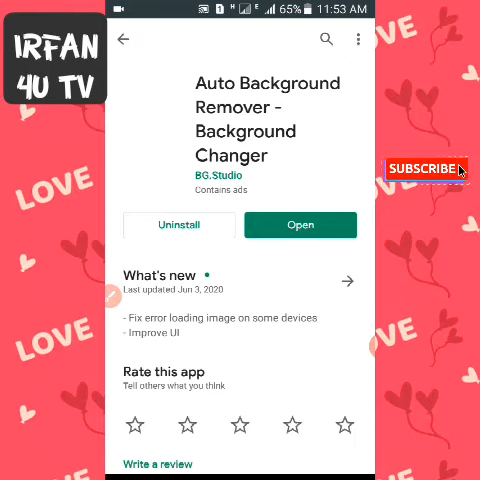 IRFAN
4U TV
H E 65% 11:53 AM
Auto Background
Remover -
Background
Changer
BG.Studio
Contains ads
Uninstall
Open
What's new
Last updated Jun 3, 2020
- Fix error loading image on some devices
- Improve UI
Rate this app
Tell others what you think
Write a review
SUBSCRIBE
LOVE
LOVE
LOVE
LOVE
VE
VE